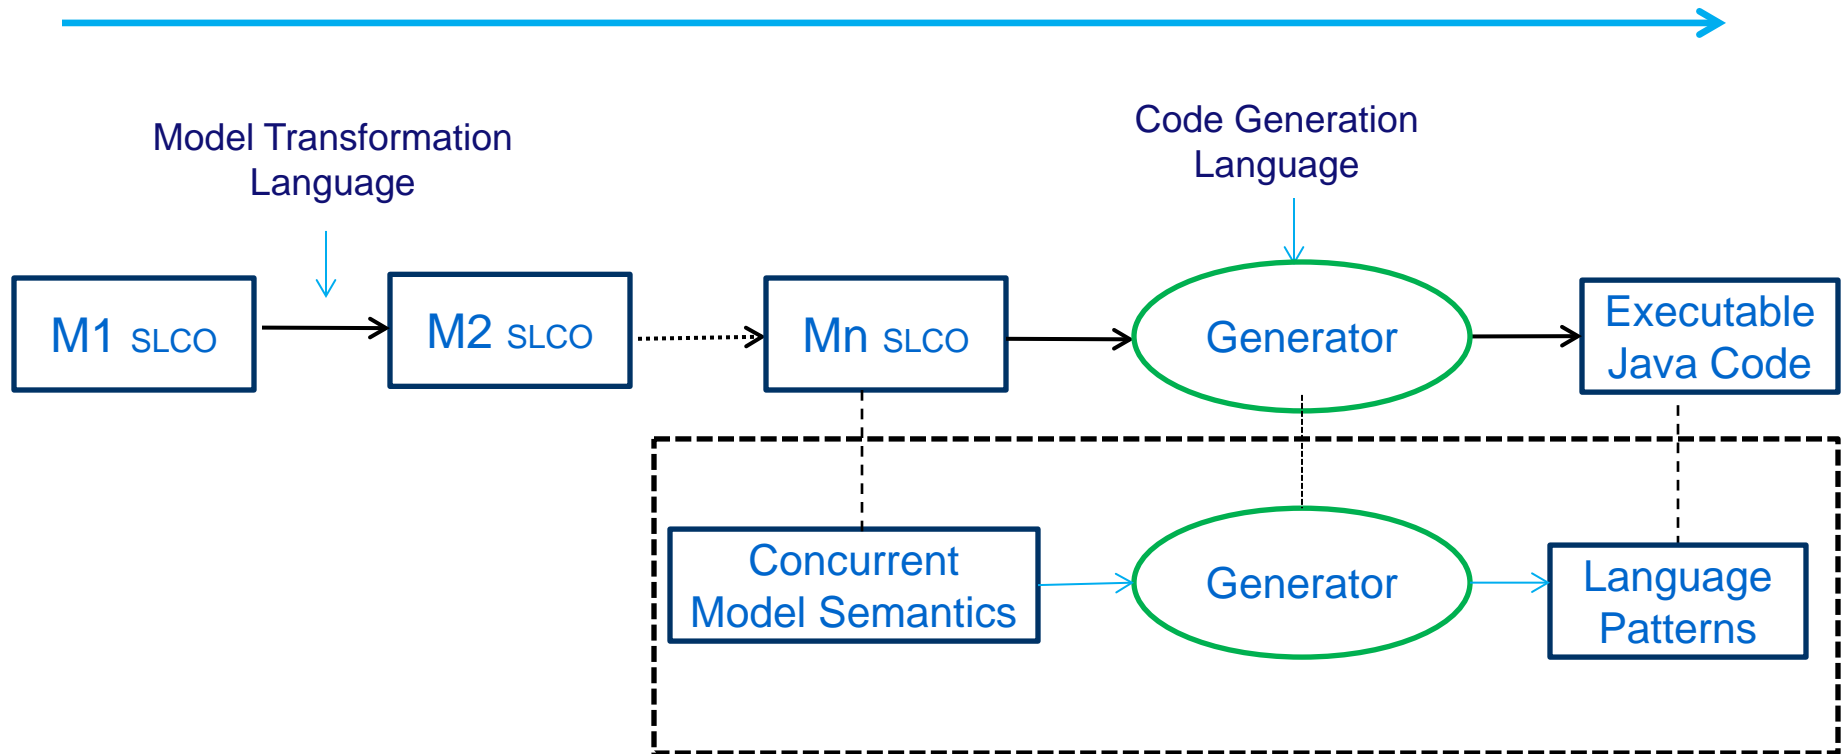 Model Transformation
Language
Code Generation
Language
M1 SLCO
M2 SLCO
Mn SLCO
Generator
Executable
Java Code
Concurrent
Model Semantics
Generator
Language
Patterns